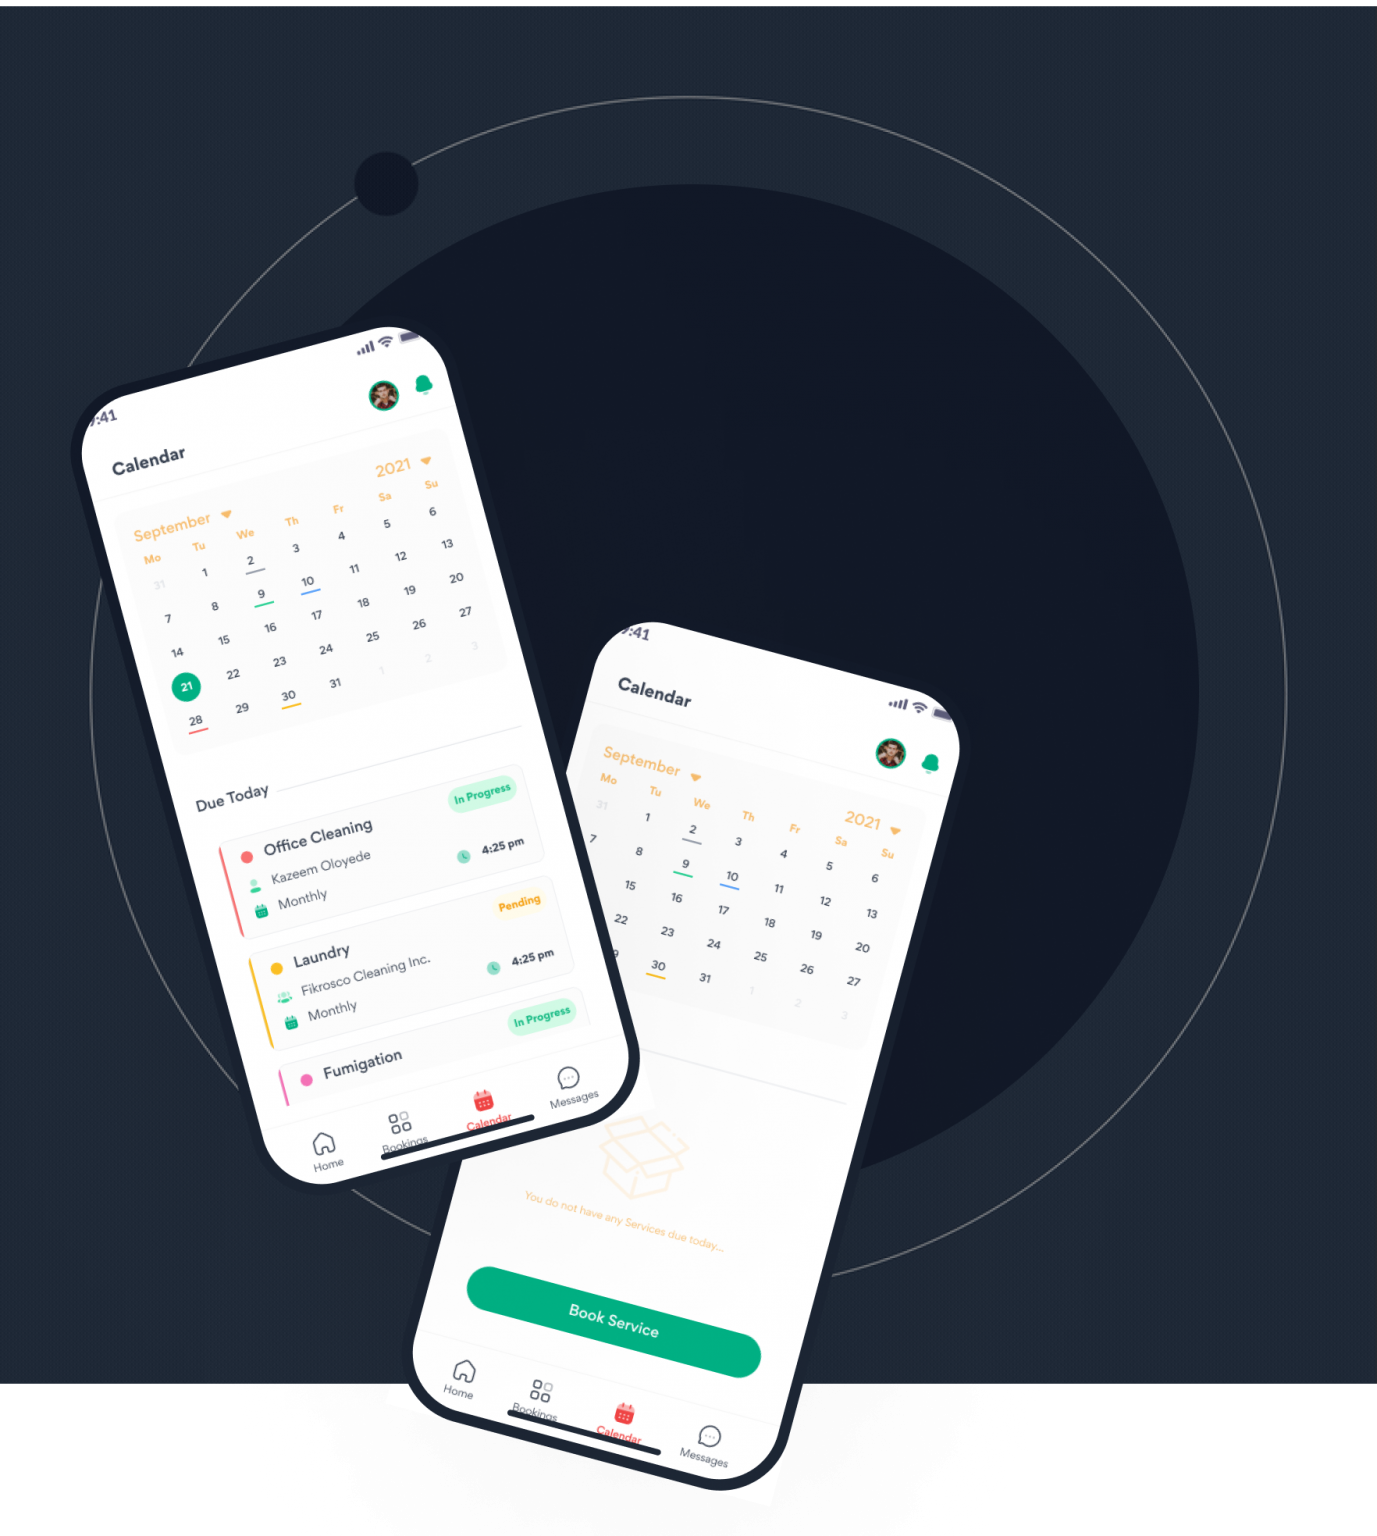 :41
Calendar
September 2021
Mo Tu We Th Fr Sa Su
31 1 2 3 4 5 6
7 8 9 10 11 12 13
14 15 16 17 18 19 20
21 22 23 24 25 26 27
28 29 30 31 1 2 3
Due Today
Office Cleaning In Progress
Kazeem Oloyede 4:25 pm
Monthly
Laundry Pending
Fikrosco Cleaning Inc. 4:25 pm
Monthly
Fumigation In Progress
Home Bookings Calendar Messages
:41
Calendar
September 2021
Mo Tu We Th Fr Sa Su
31 1 2 3 4 5 6
7 8 9 10 11 12 13
15 16 17 18 19 20
22 23 24 25 26 27
30 31 1 2 3
You do not have any Services due today...
Book Service
Home Bookings Calendar Messages